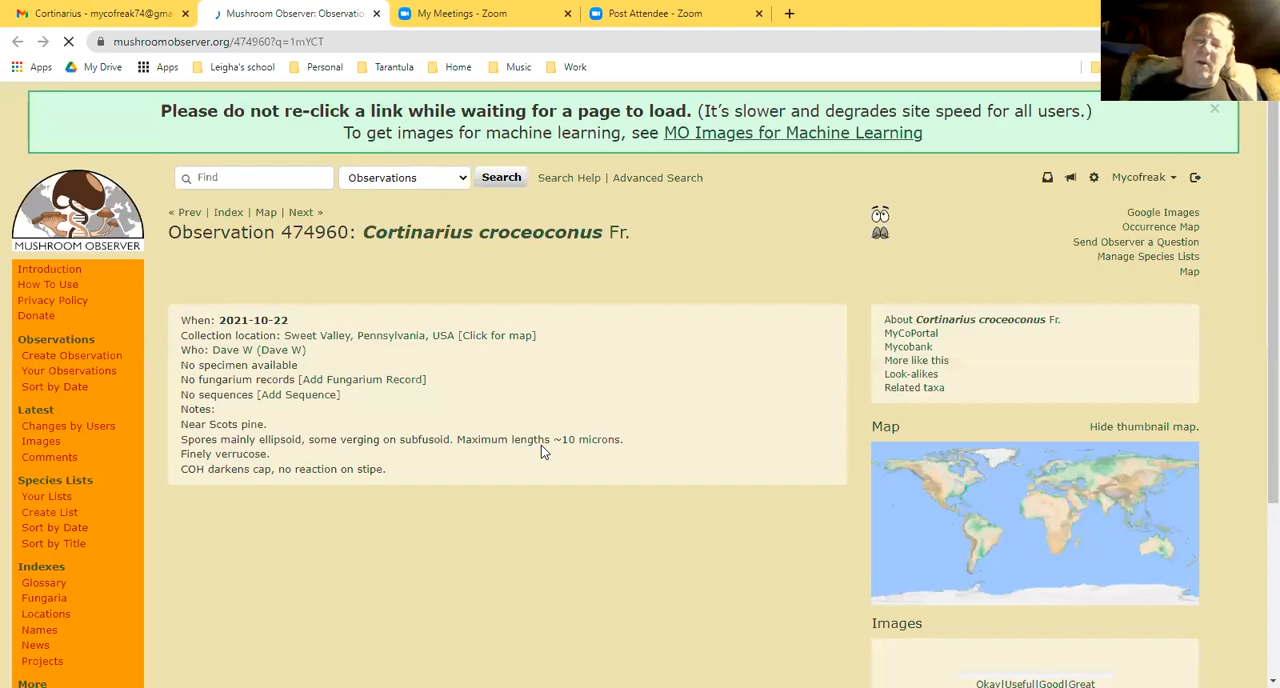 Cortinarius - mycofreak74@gma
Mushroom Observer: Observatio
My Meetings - Zoom
Post Attendee - Zoom
mushroomobserver.org/474960?q=1mYCT
Apps
My Drive
Apps
Leigha's school
Personal
Tarantula
Home
Music
Work
Please do not re-click a link while waiting for a page to load. (It's slower and degrades site speed for all users.)
To get images for machine learning, see MO Images for Machine Learning
MUSHROOM OBSERVER
Find
Observations
Search
Search Help | Advanced Search
Mycofreak
« Prev | Index | Map | Next »
Observation 474960: Cortinarius croceoconus Fr.
Google Images
Occurrence Map
Send Observer a Question
Manage Species Lists
Map
Introduction
How To Use
Privacy Policy
Donate
Observations
Create Observation
Your Observations
Sort by Date
Latest
Changes by Users
Images
Comments
Species Lists
Your Lists
Create List
Sort by Date
Sort by Title
Indexes
Glossary
Fungaria
Locations
Names
News
Projects
More
When: 2021-10-22
Collection location: Sweet Valley, Pennsylvania, USA [Click for map]
Who: Dave W (Dave W)
No specimen available
No fungarium records [Add Fungarium Record]
No sequences [Add Sequence]
Notes:
Near Scots pine.
Spores mainly ellipsoid, some verging on subfusoid. Maximum lengths ~10 microns.
Finely verrucose.
COH darkens cap, no reaction on stipe.
About Cortinarius croceoconus Fr.
MyCoPortal
Mycobank
More like this
Look-alikes
Related taxa
Map
Hide thumbnail map.
Images
Okay|Useful|Good|Great